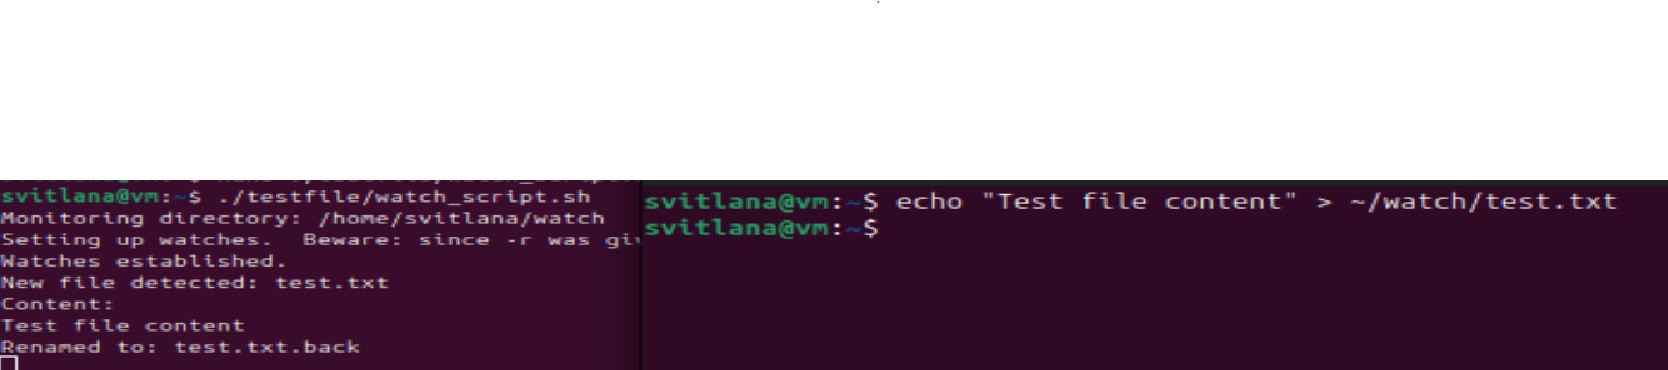 svitlana@vm:~$ ./testfile/watch_script.sh
Monitoring directory: /home/svitlana/watch
Setting up watches.  Beware: since -r was giv
Watches established.
New file detected: test.txt
Content:
Test file content
Renamed to: test.txt.back
svitlana@vm:~$ echo "Test file content" > ~/watch/test.txt
svitlana@vm:~$